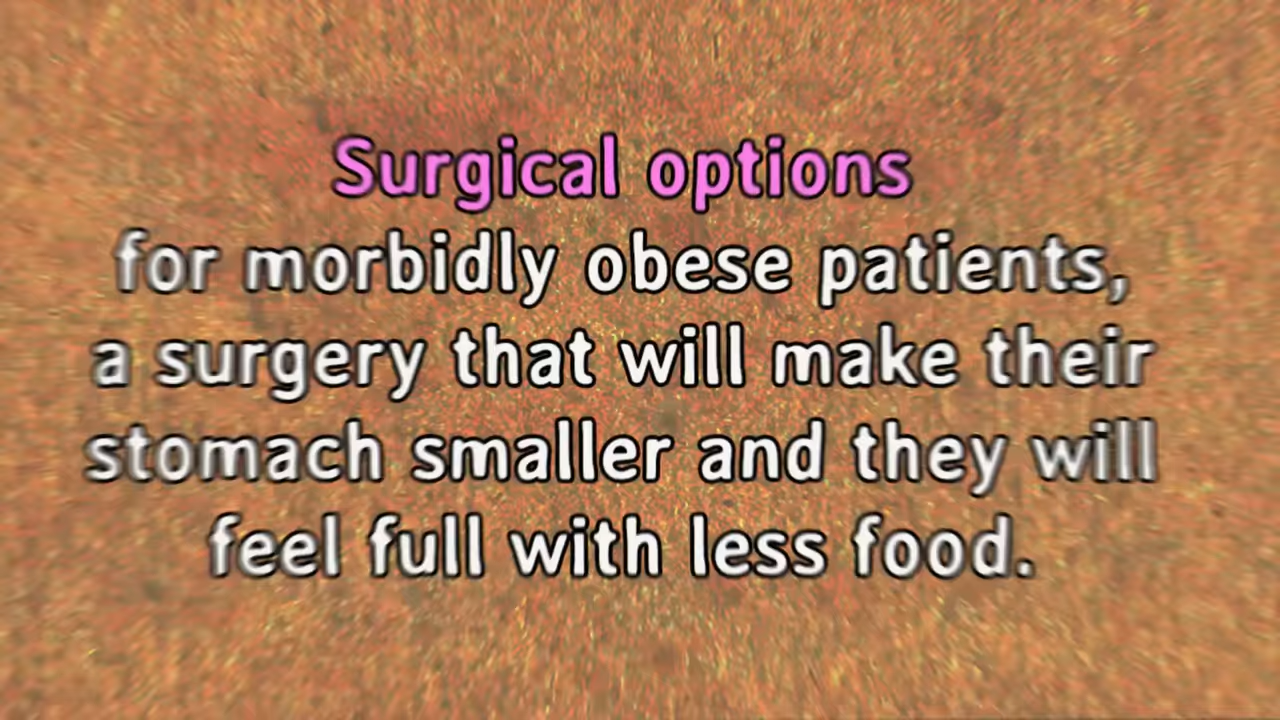 Surgical options
for morbidly obese patients,
a surgery that will make their
stomach smaller and they will
feel full with less food.